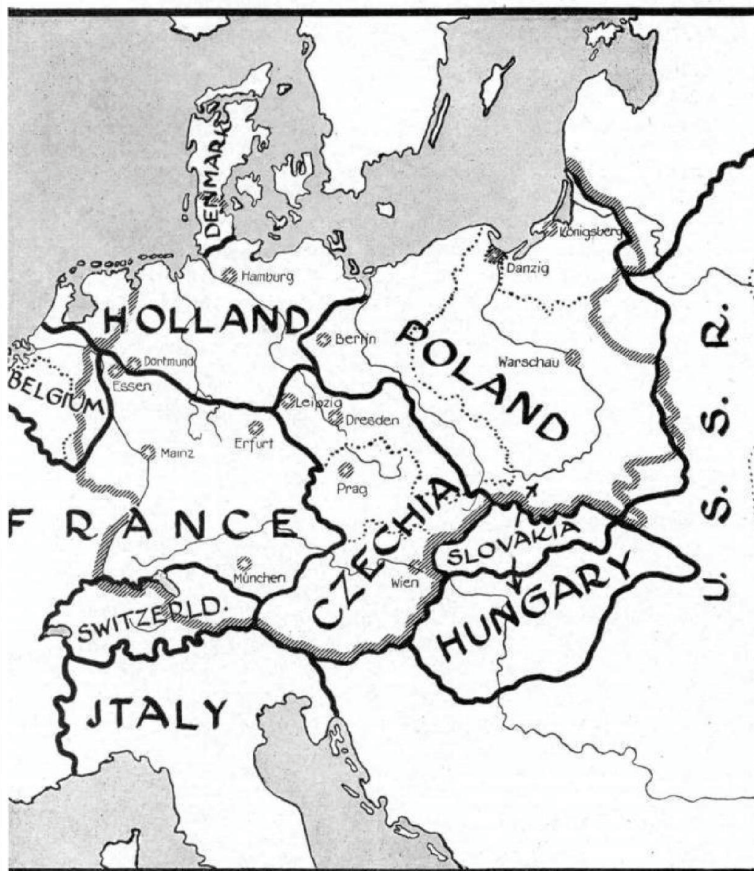 DENMARK
Königsberg
Hamburg
Danzig
HOLLAND
Berlin
POLAND
U. S. S. R.
Warschau
Dortmund
Essen
BELGIUM
Leipzig
Dresden
Erfurt
Mainz
Prag
FRANCE
CZECHIA
SLOVAKIA
München
Wien
HUNGARY
SWITZERLD.
JTALY